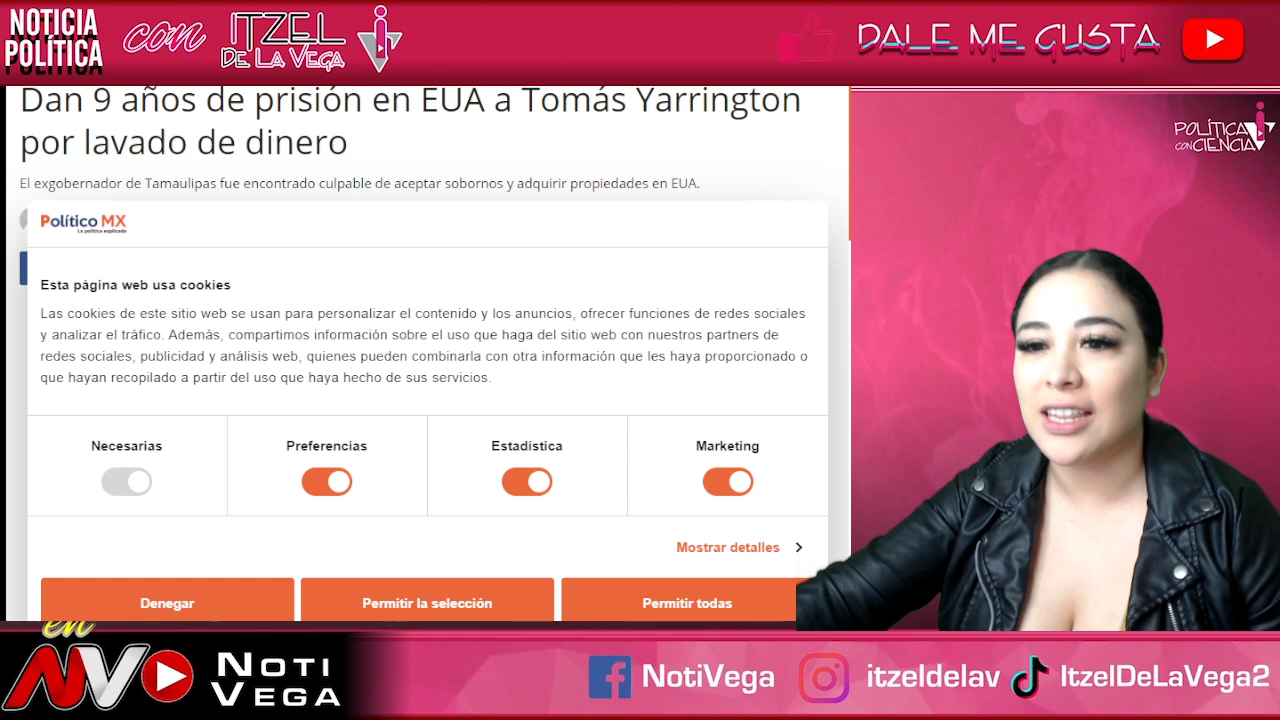 NOTICIA
POLÍTICA
con
ITZEL
DE LA VEGA
DALE ME GUSTA
Dan 9 años de prisión en EUA a Tomás Yarrington
por lavado de dinero
El exgobernador de Tamaulipas fue encontrado culpable de aceptar sobornos y adquirir propiedades en EUA.
POLÍTICA
CON CIENCIA
Político MX
La política explicada
Esta página web usa cookies
Las cookies de este sitio web se usan para personalizar el contenido y los anuncios, ofrecer funciones de redes sociales
y analizar el tráfico. Además, compartimos información sobre el uso que haga del sitio web con nuestros partners de
redes sociales, publicidad y análisis web, quienes pueden combinarla con otra información que les haya proporcionado o
que hayan recopilado a partir del uso que haya hecho de sus servicios.
Necesarias
Preferencias
Estadística
Marketing
Mostrar detalles
Denegar
Permitir la selección
Permitir todas
en
NV
NOTI
VEGA
NotiVega
itzeldelav
ItzelDeLaVega2